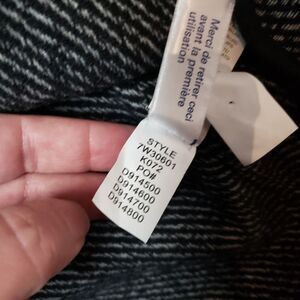 Merci de retirer ceci
avant la première
utilisation
STYLE
7W30601
K072
PO#
D914500
D914600
D914700
D914800